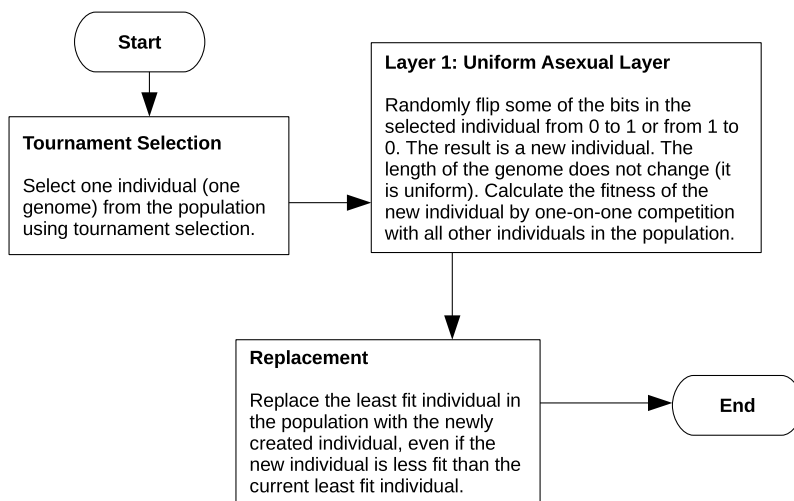 Start
Tournament Selection
Select one individual (one
genome) from the population
using tournament selection.
Layer 1: Uniform Asexual Layer
Randomly flip some of the bits in the
selected individual from 0 to 1 or from 1 to
0. The result is a new individual. The
length of the genome does not change (it
is uniform). Calculate the fitness of the
new individual by one-on-one competition
with all other individuals in the population.
Replacement
Replace the least fit individual in
the population with the newly
created individual, even if the
new individual is less fit than the
current least fit individual.
End